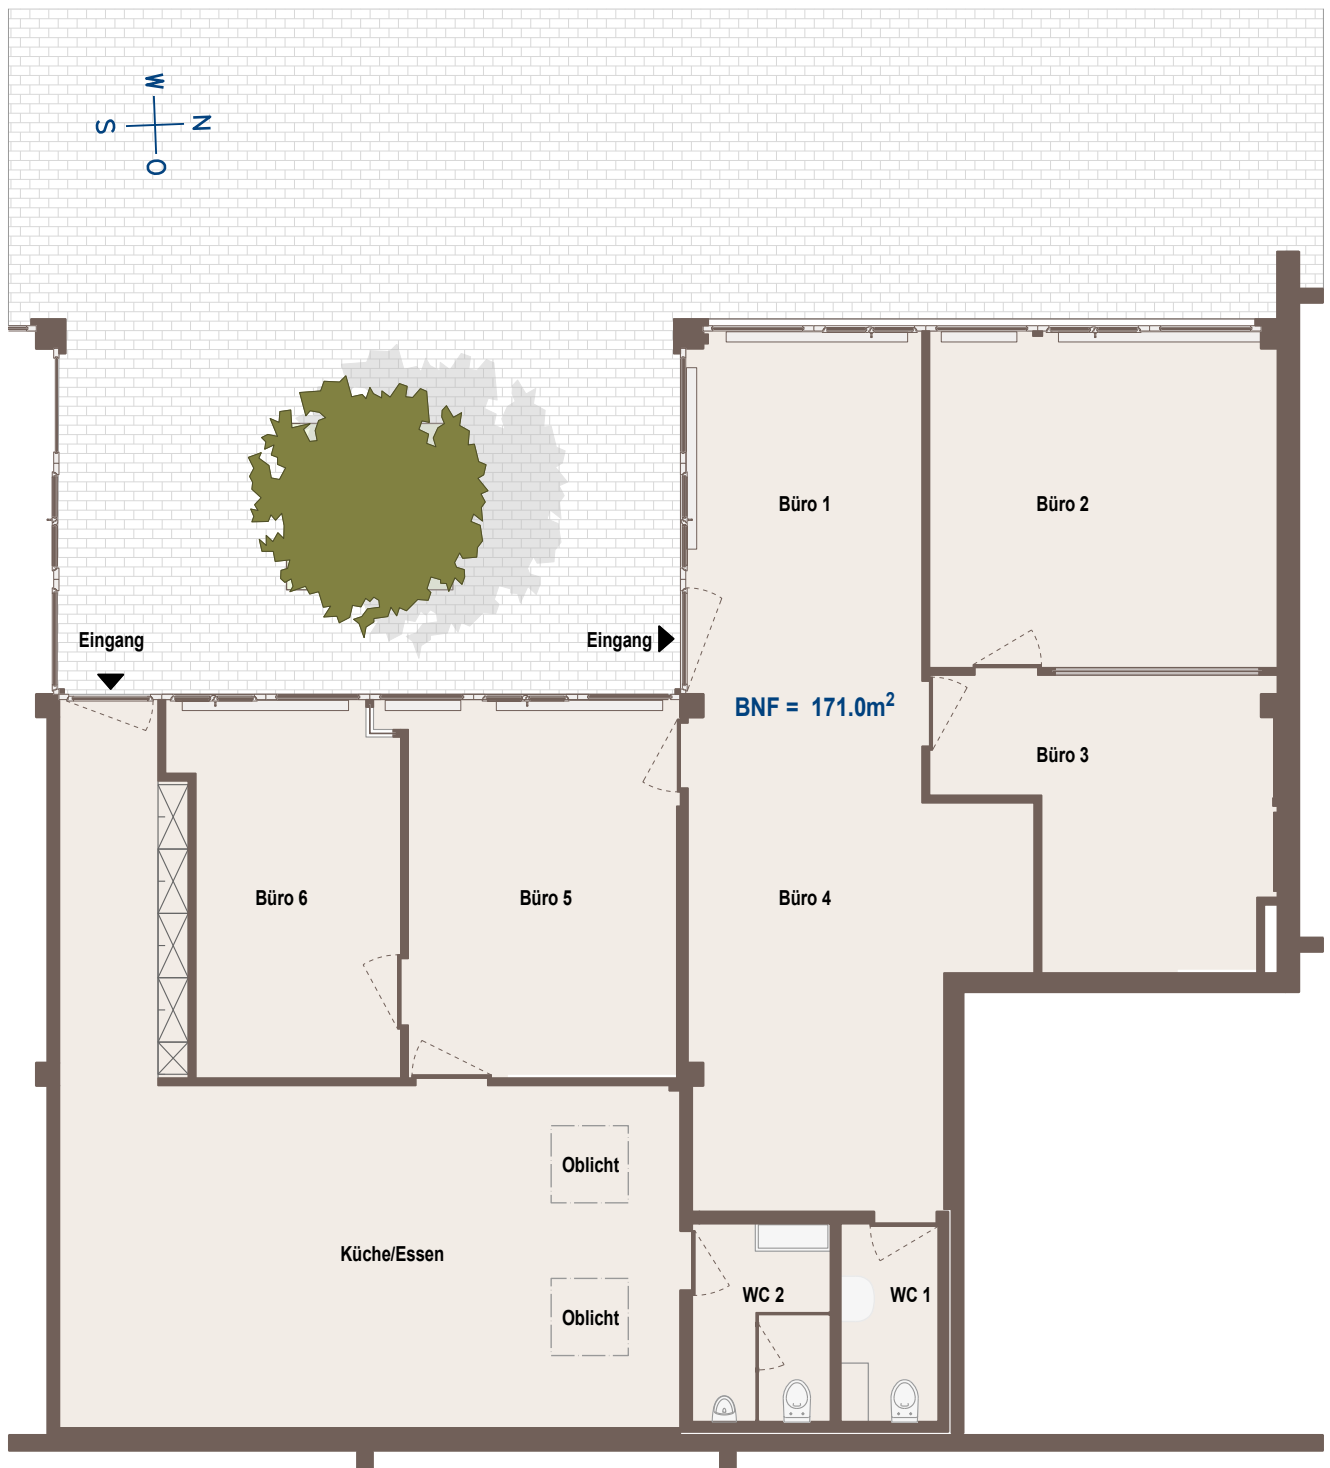 W
S N
O
Büro 1
Büro 2
Eingang
Eingang
BNF = 171.0m²
Büro 3
Büro 6
Büro 5
Büro 4
Oblicht
Küche/Essen
WC 2
WC 1
Oblicht